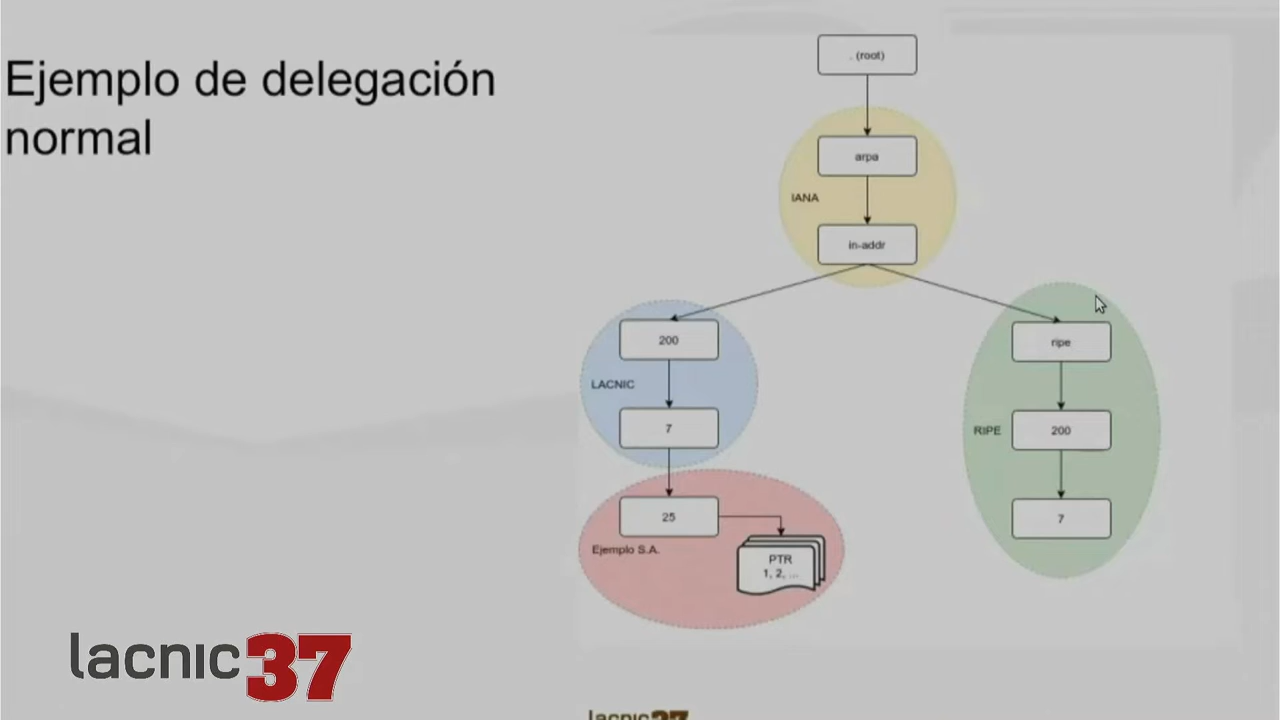 Ejemplo de delegación
normal
. (root)
arpa
IANA
in-addr
200
LACNIC
7
25
Ejemplo S.A.
PTR
1, 2, ...
ripe
RIPE
200
7
lacnic37
lacnic37